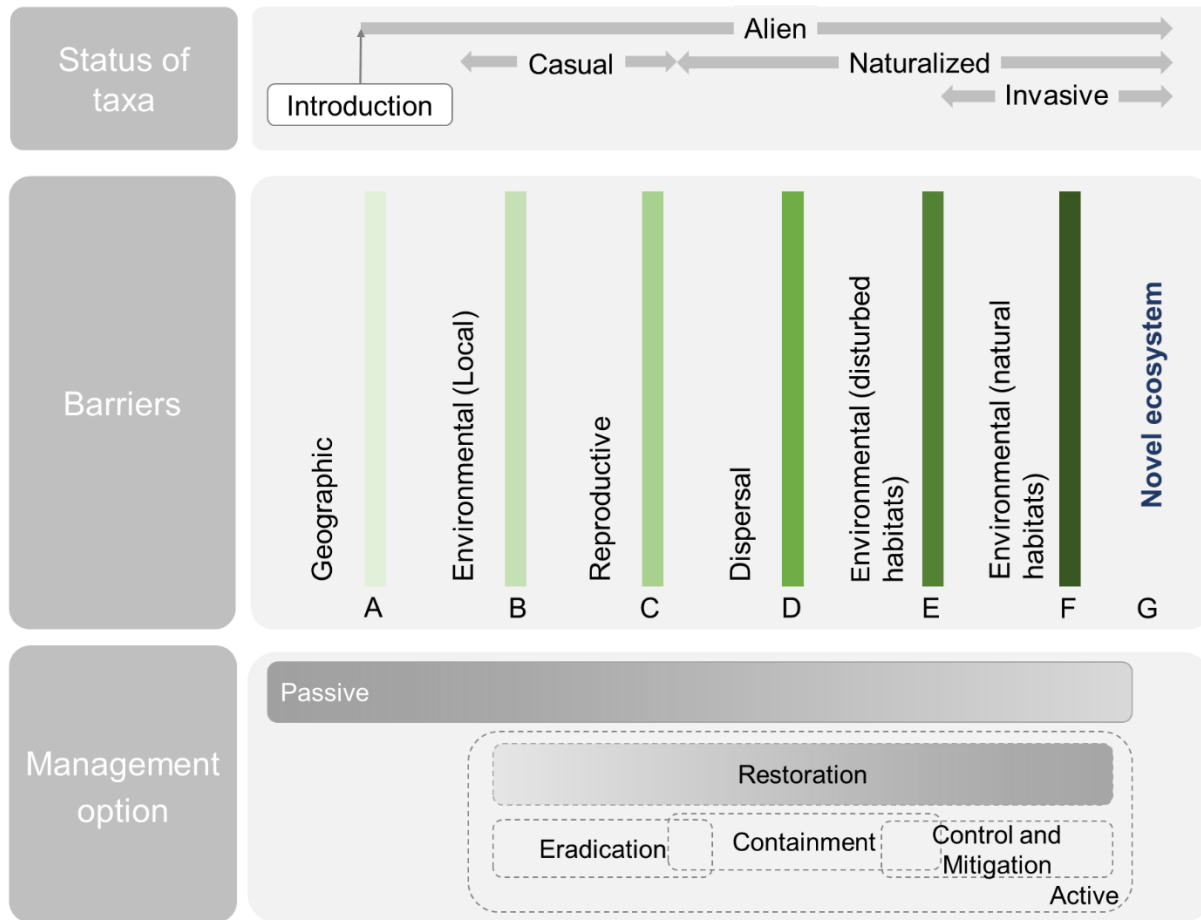 Status of
taxa
Alien
Casual
Naturalized
Introduction
Invasive
Barriers
Geographic
Environmental (Local)
Reproductive
Dispersal
Environmental (disturbed
habitats)
Environmental (natural
habitats)
Novel ecosystem
A
B
C
D
E
F
G
Management
option
Passive
Restoration
Eradication
Containment
Control and
Mitigation
Active